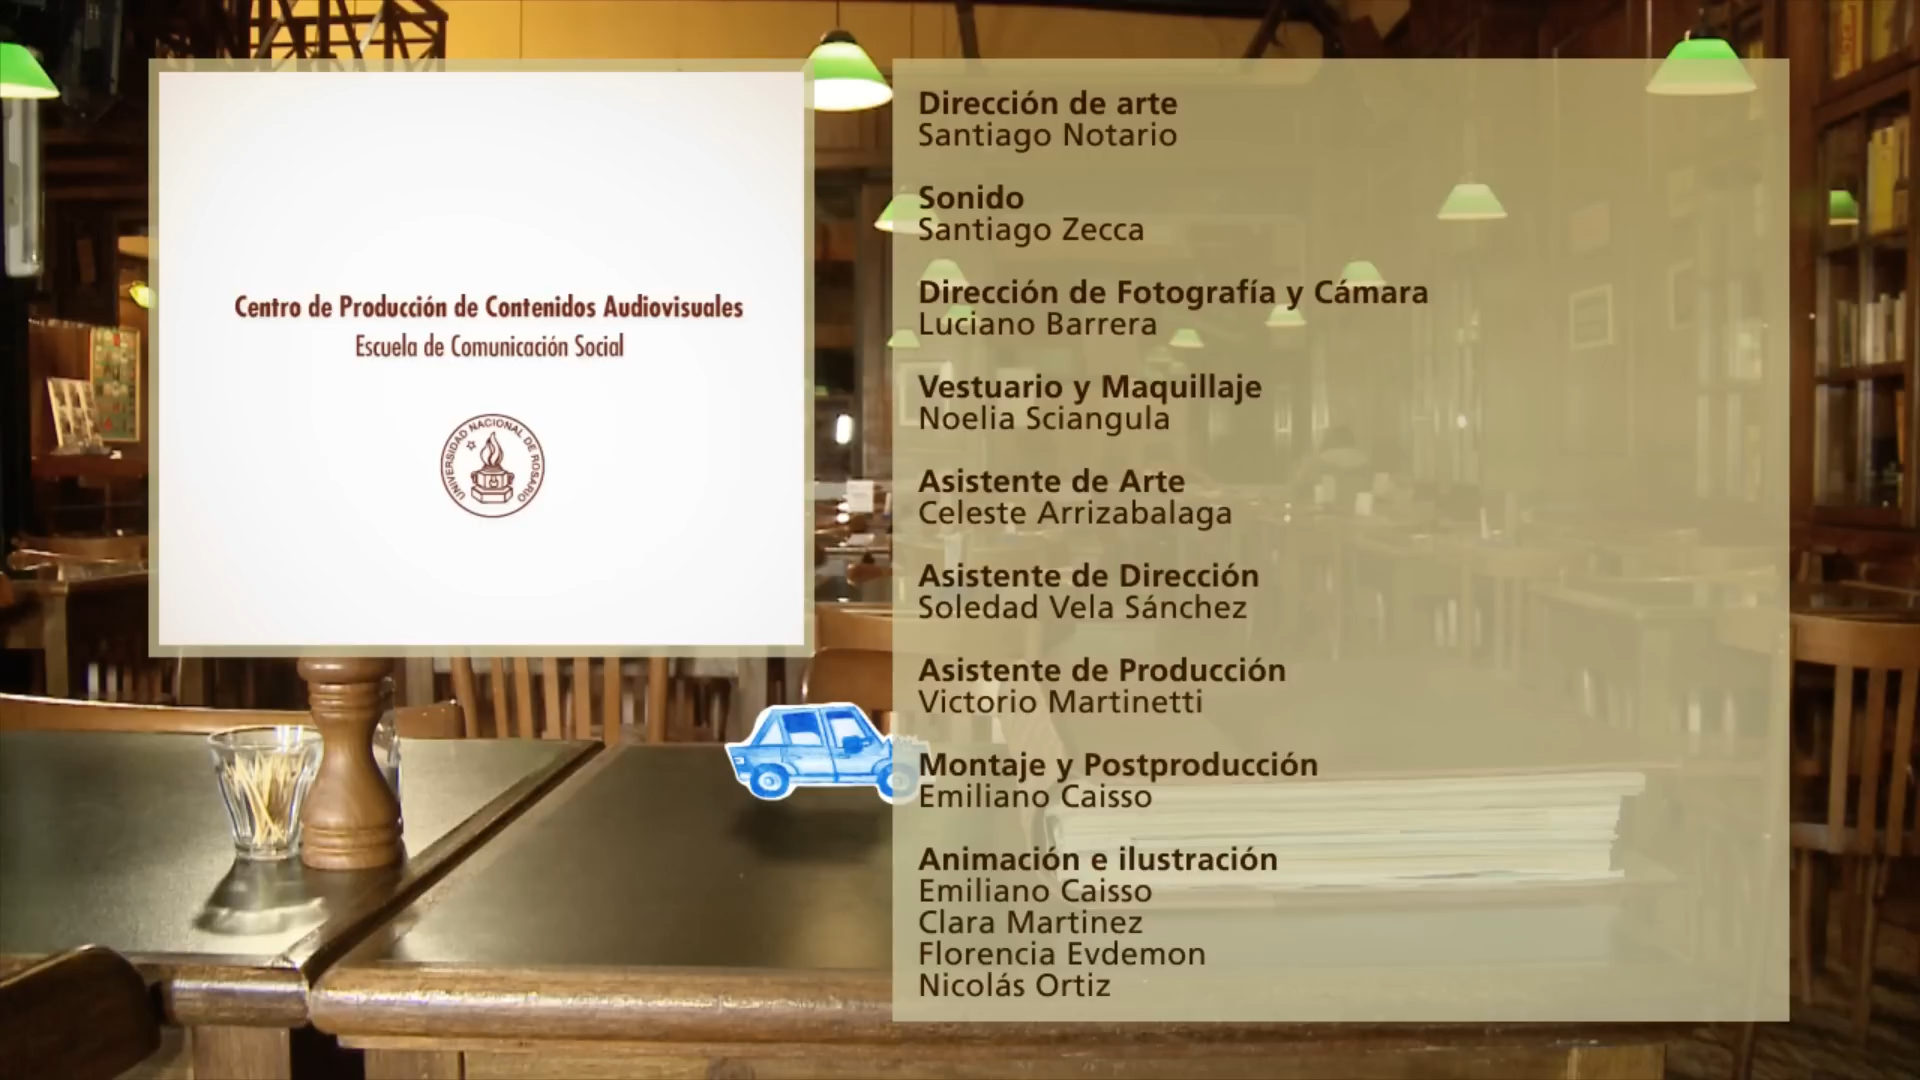 Centro de Producción de Contenidos Audiovisuales
Escuela de Comunicación Social
UNIVERSIDAD NACIONAL DE ROSARIO
Dirección de arte
Santiago Notario
Sonido
Santiago Zecca
Dirección de Fotografía y Cámara
Luciano Barrera
Vestuario y Maquillaje
Noelia Sciangula
Asistente de Arte
Celeste Arrizabalaga
Asistente de Dirección
Soledad Vela Sánchez
Asistente de Producción
Victorio Martinetti
Montaje y Postproducción
Emiliano Caisso
Animación e ilustración
Emiliano Caisso
Clara Martinez
Florencia Evdemon
Nicolás Ortiz